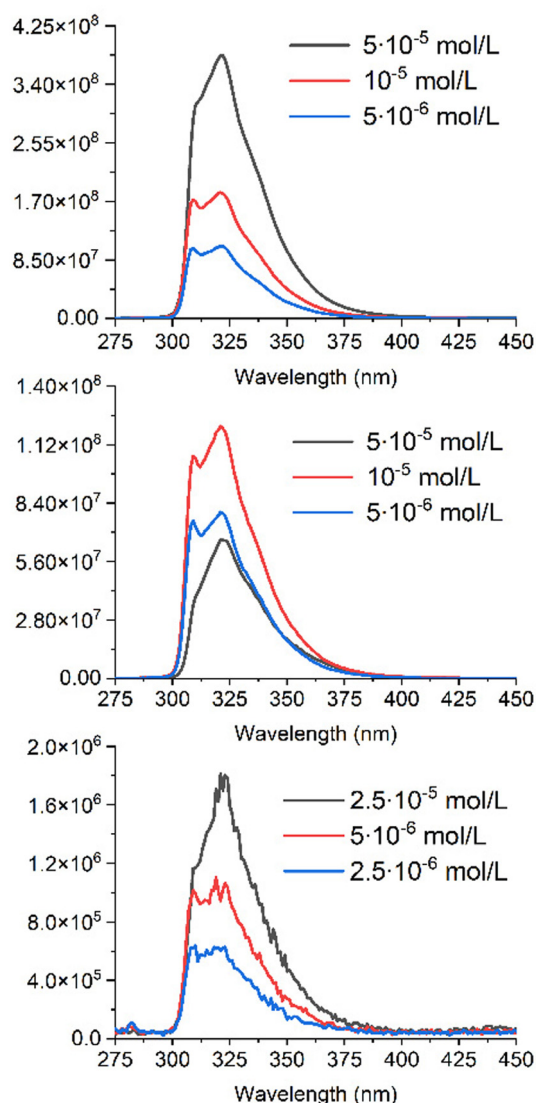 4.25×10⁸
3.40×10⁸
2.55×10⁸
1.70×10⁸
8.50×10⁷
0.00
5·10⁻⁵ mol/L
10⁻⁵ mol/L
5·10⁻⁶ mol/L
275 300 325 350 375 400 425 450
Wavelength (nm)
1.40×10⁸
1.12×10⁸
8.40×10⁷
5.60×10⁷
2.80×10⁷
0.00
5·10⁻⁵ mol/L
10⁻⁵ mol/L
5·10⁻⁶ mol/L
275 300 325 350 375 400 425 450
Wavelength (nm)
2.0×10⁶
1.6×10⁶
1.2×10⁶
8.0×10⁵
4.0×10⁵
0.0
2.5·10⁻⁵ mol/L
5·10⁻⁶ mol/L
2.5·10⁻⁶ mol/L
275 300 325 350 375 400 425 450
Wavelength (nm)